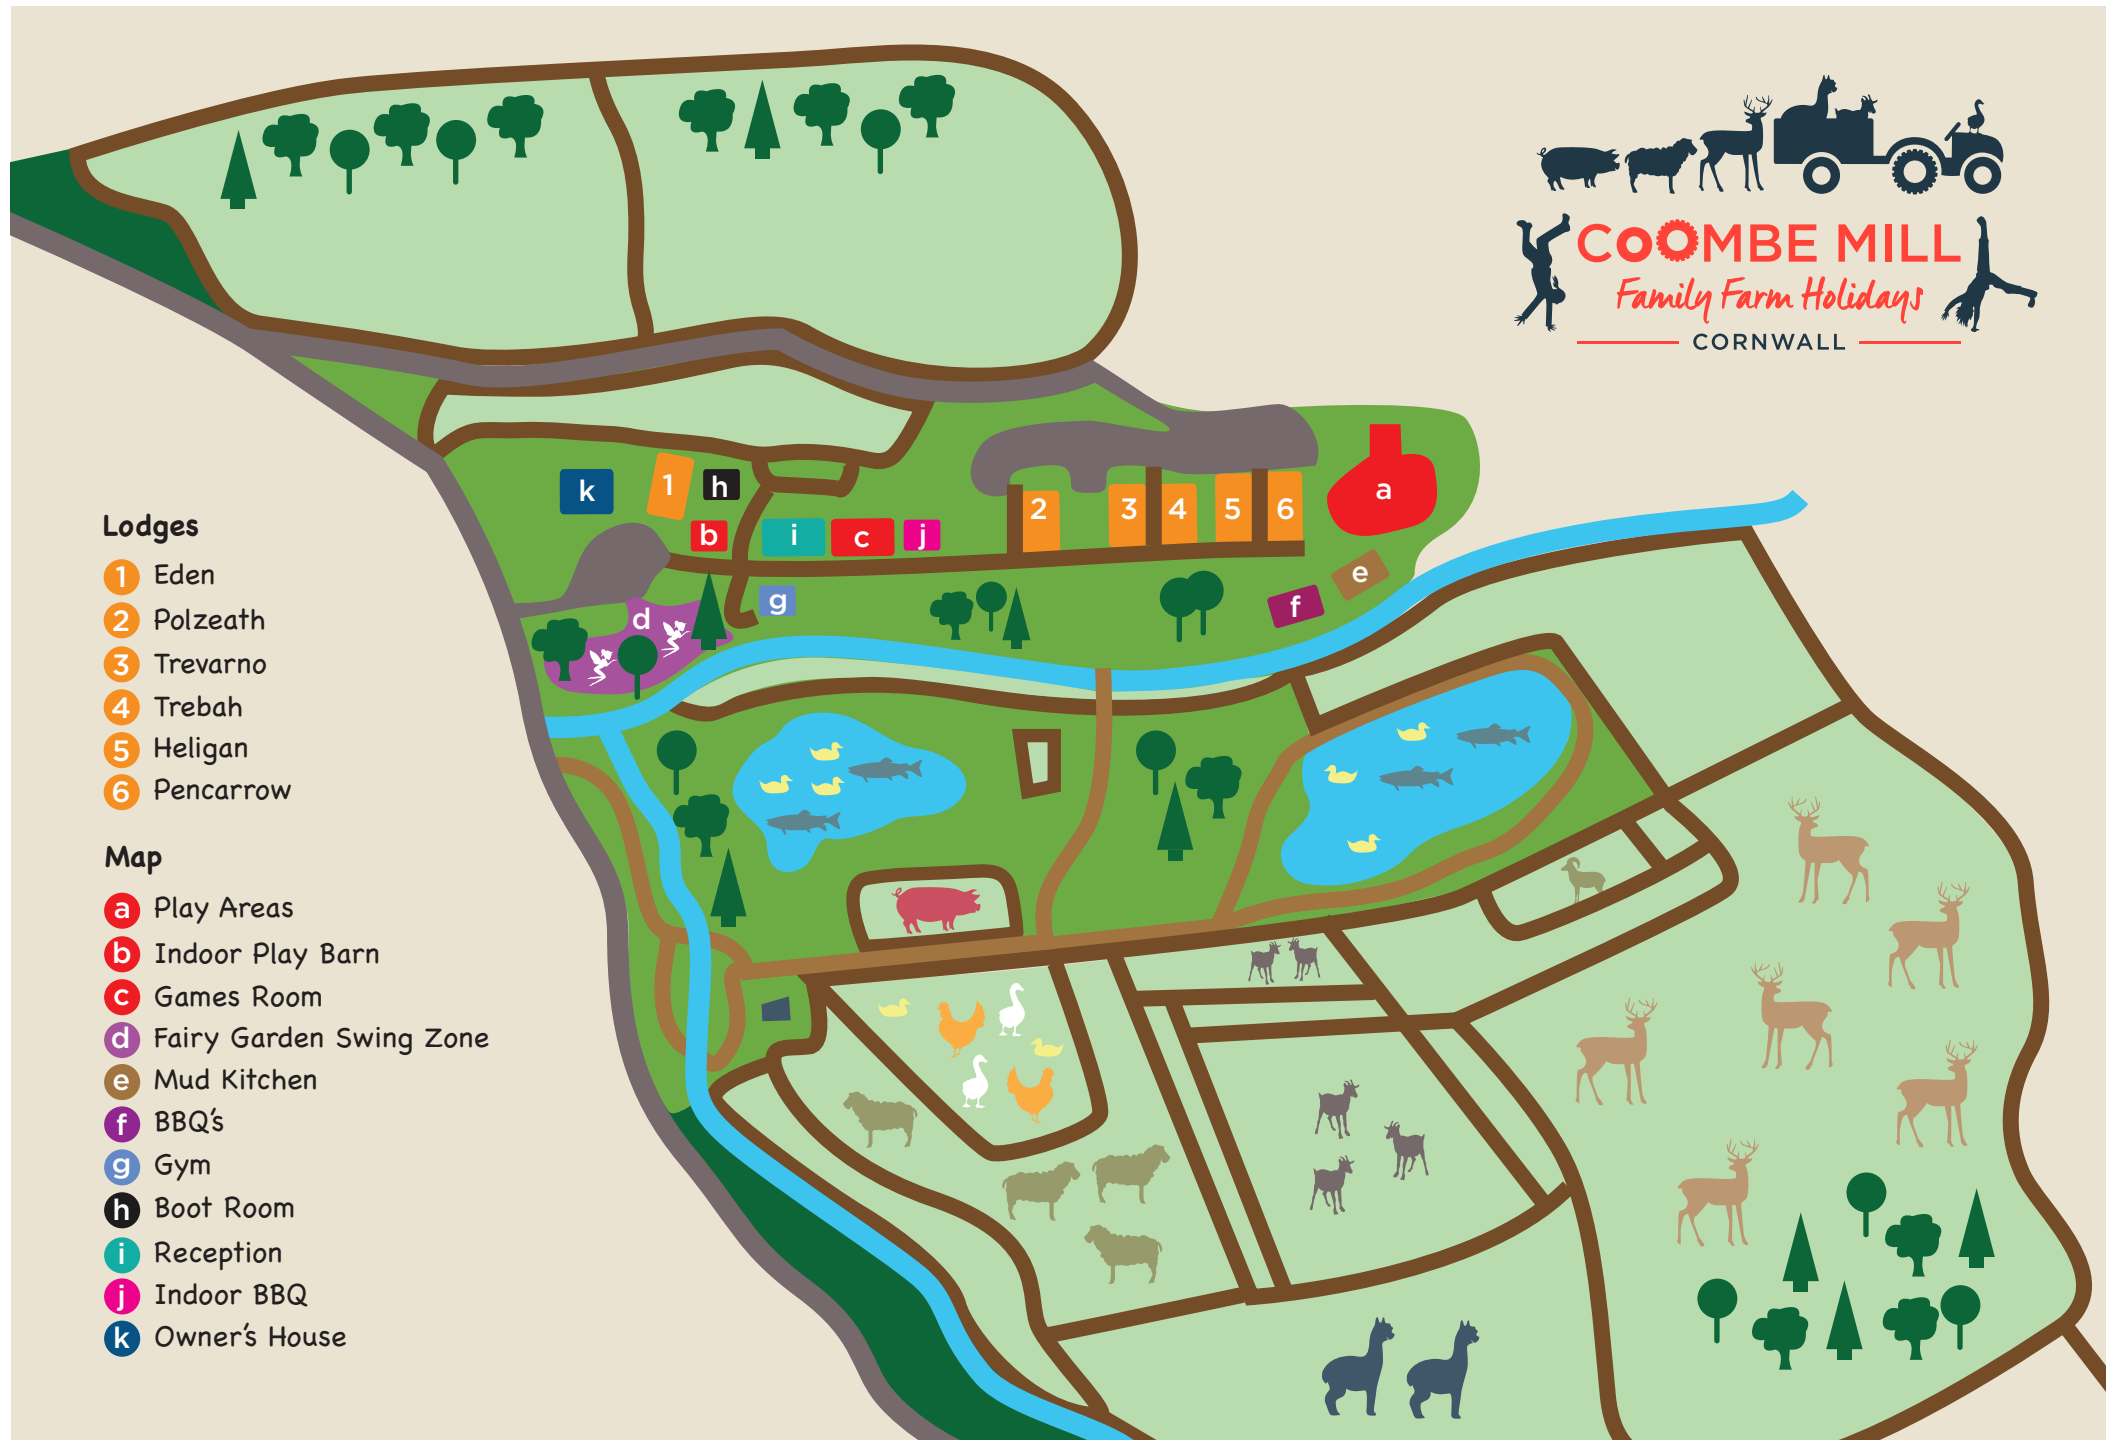 COOMBE MILL
Family Farm Holidays
CORNWALL
k
1
h
b
i
c
j
2
3
4
5
6
a
g
d
f
e
Lodges
1 Eden
2 Polzeath
3 Trevarno
4 Trebah
5 Heligan
6 Pencarrow
Map
a Play Areas
b Indoor Play Barn
c Games Room
d Fairy Garden Swing Zone
e Mud Kitchen
f BBQ's
g Gym
h Boot Room
i Reception
j Indoor BBQ
k Owner's House